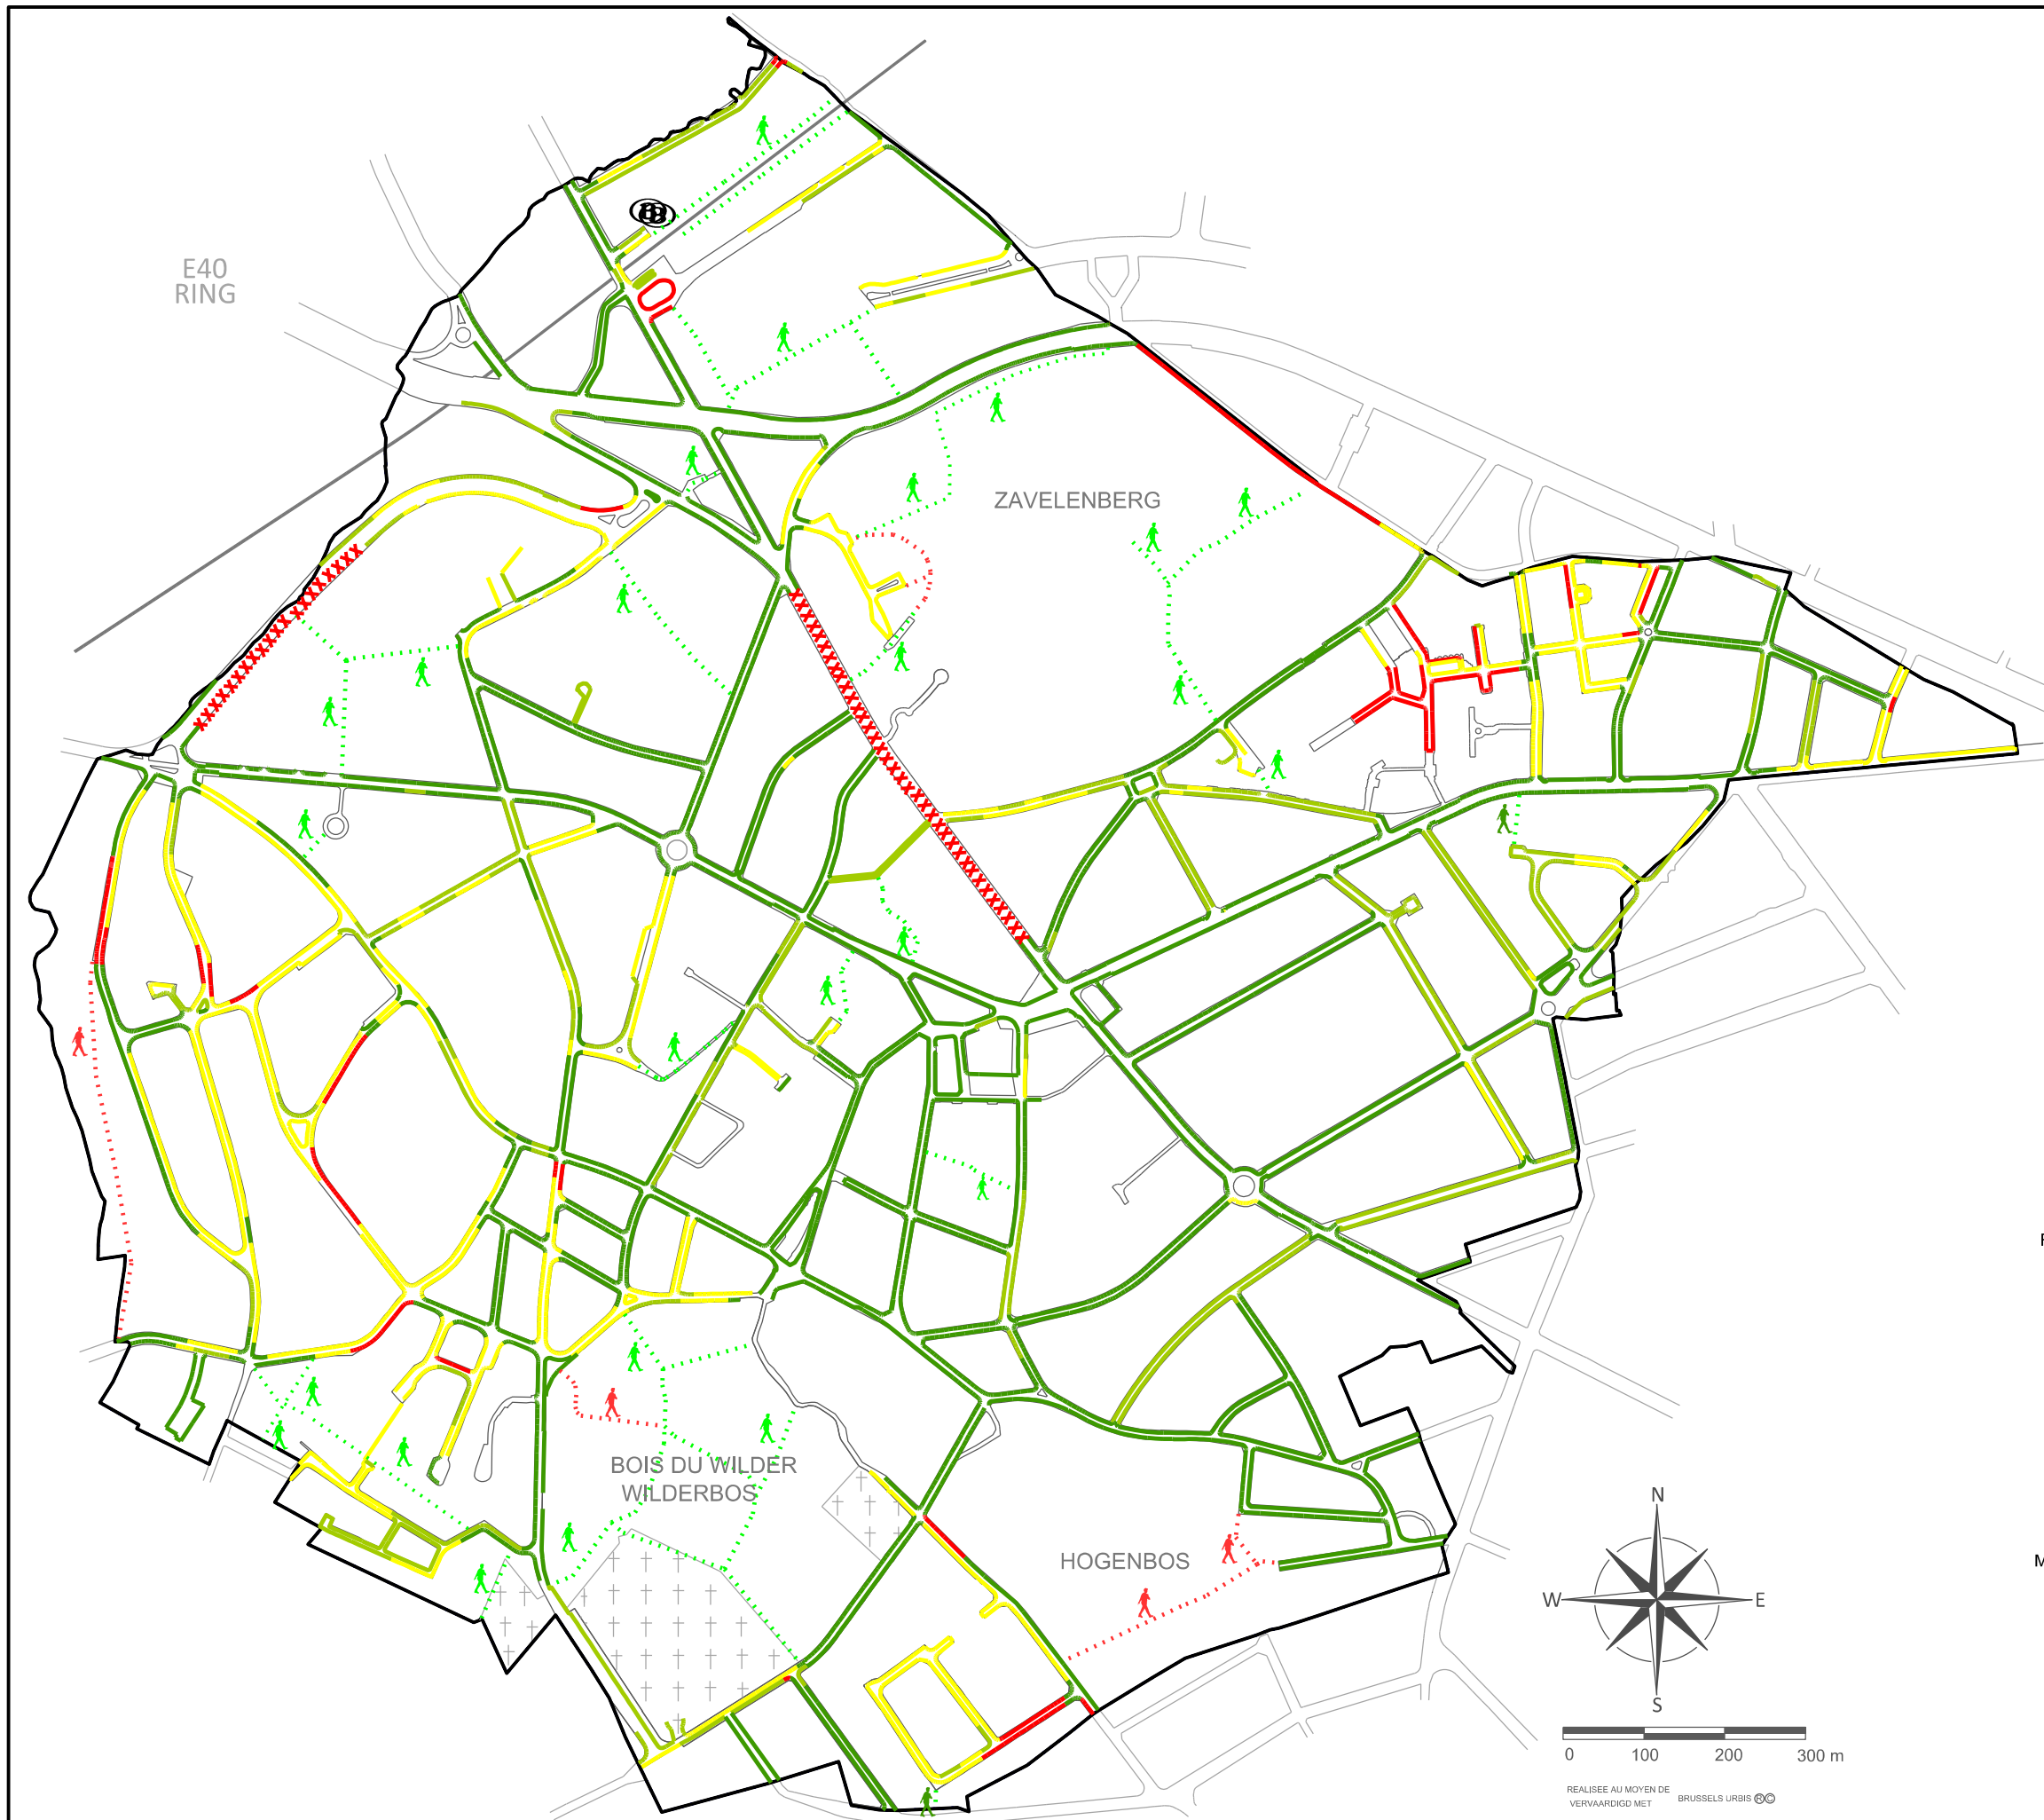 E40
RING
ZAVELENBERG
BOIS DU WILDER
WILDERBOS
HOGENBOS
N
W
E
S
0 100 200 300 m
REALISEE AU MOYEN DE
VERVAARDIGD MET
BRUSSELS URBIS ®©